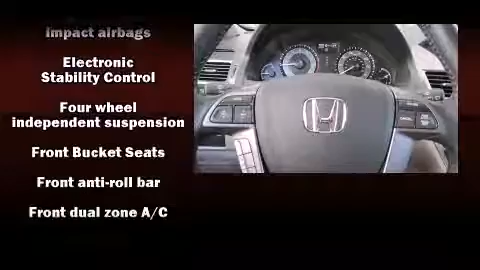 Impact airbags
Electronic
Stability Control
Four wheel
independent suspension
Front Bucket Seats
Front anti-roll bar
Front dual zone A/C